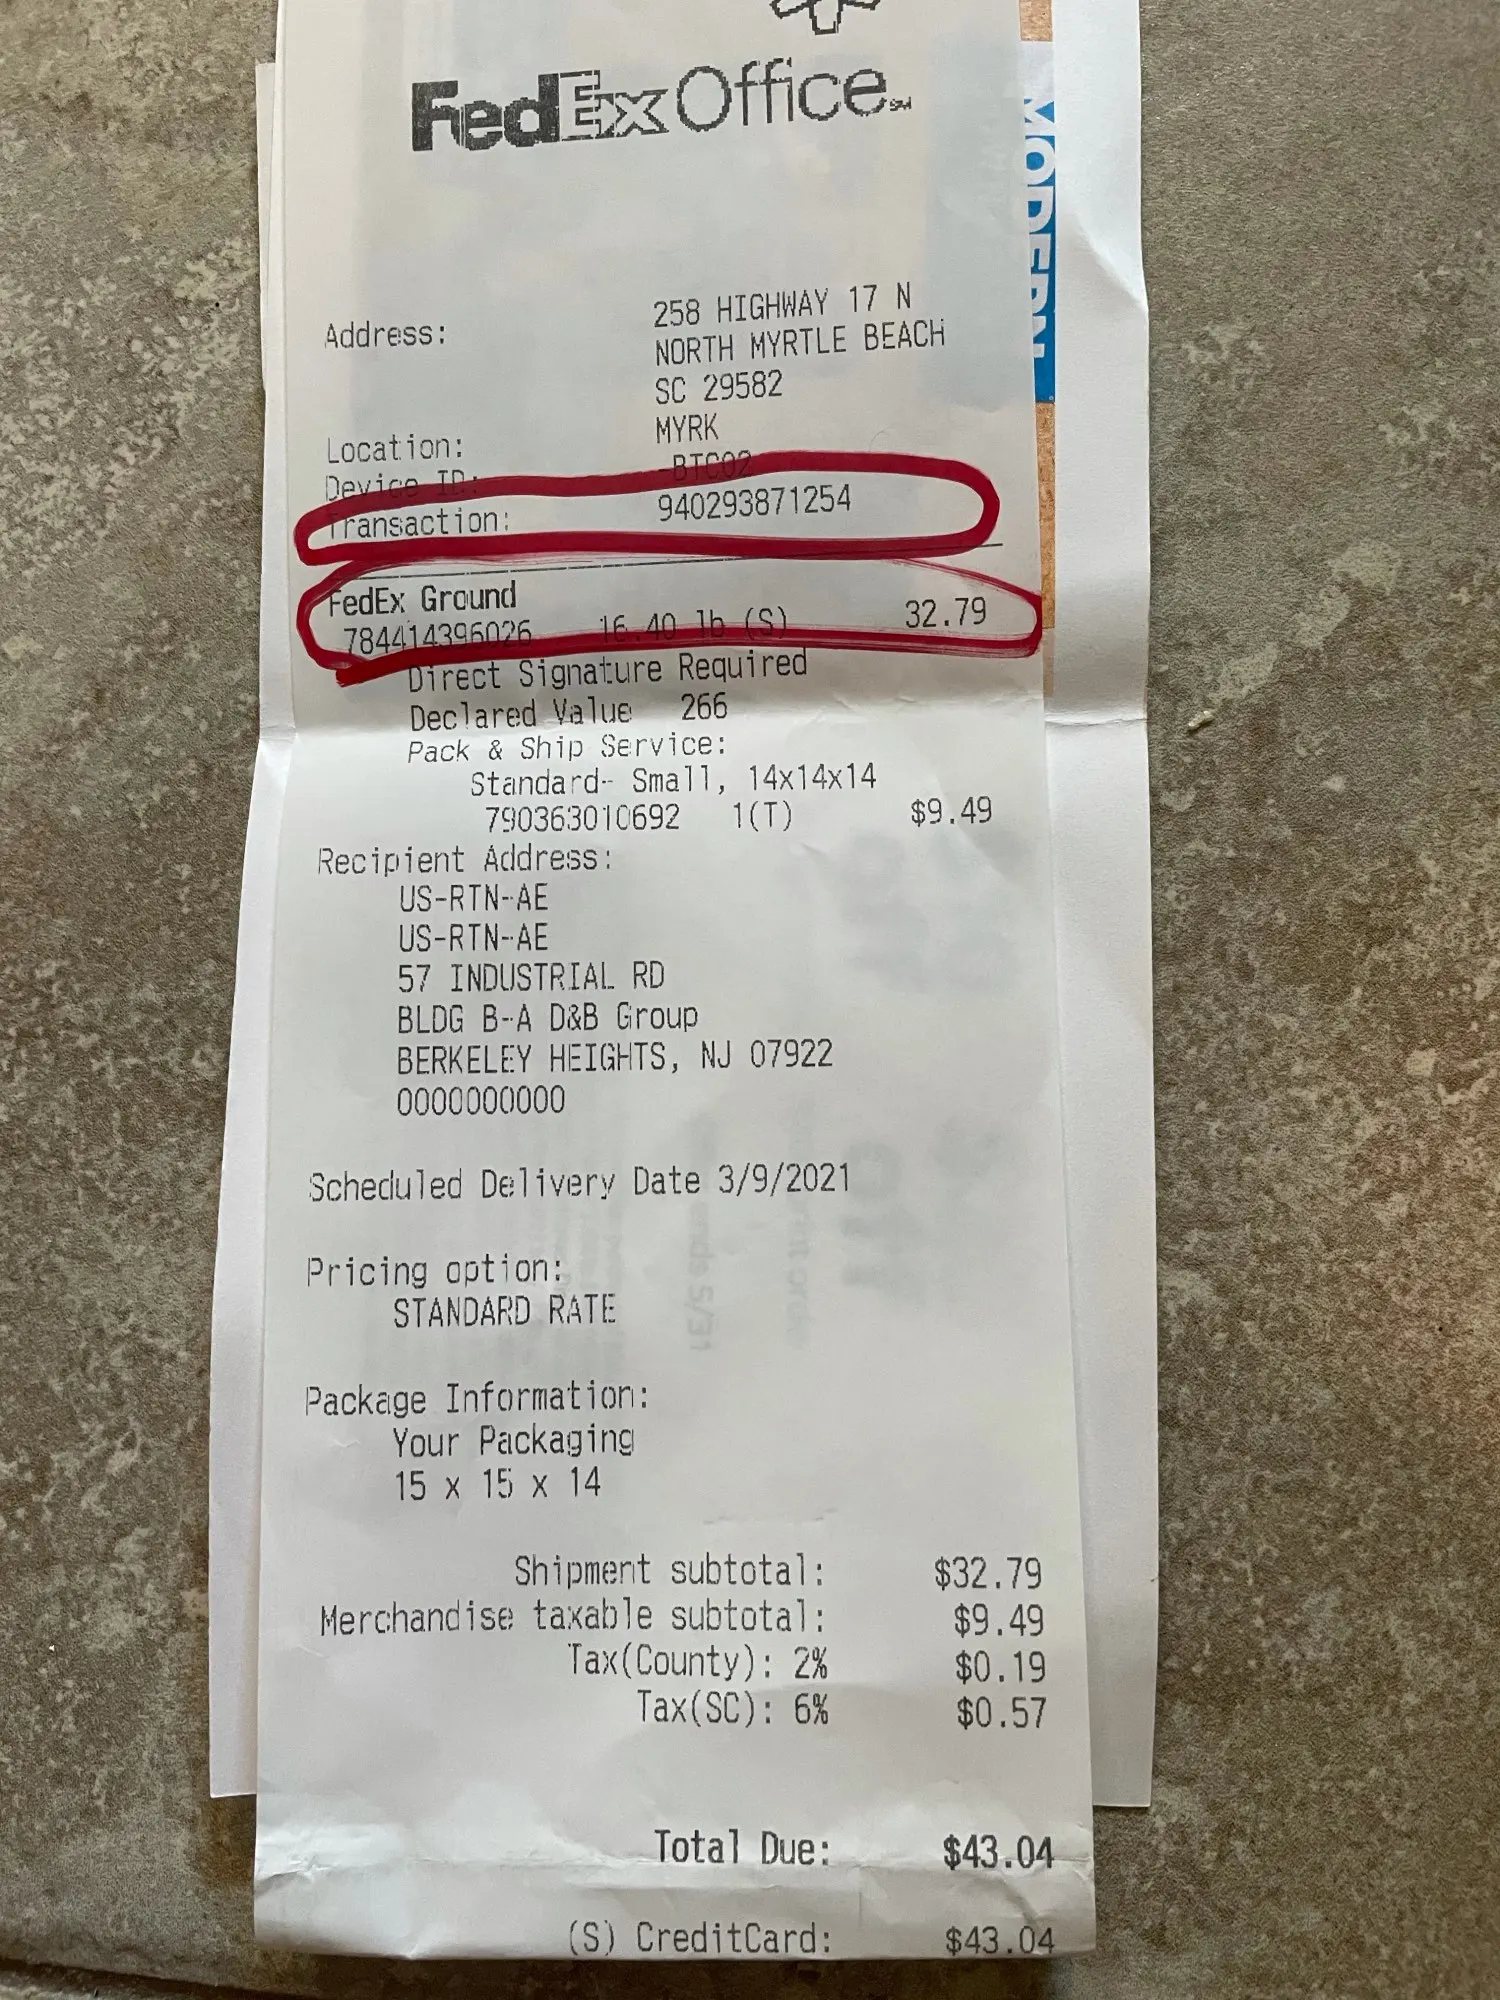 FedEx Office SM
MODERN
Address: 258 HIGHWAY 17 N
NORTH MYRTLE BEACH
SC 29582
Location: MYRK
Device ID: -BTC02
Transaction: 940293871254
FedEx Ground
784414396026 16.40 lb (S) 32.79
Direct Signature Required
Declared Value 266
Pack & Ship Service:
Standard- Small, 14x14x14
790363010692 1(T) $9.49
Recipient Address:
US-RTN-AE
US-RTN-AE
57 INDUSTRIAL RD
BLDG B-A D&B Group
BERKELEY HEIGHTS, NJ 07922
0000000000
Scheduled Delivery Date 3/9/2021
Pricing option:
STANDARD RATE
Package Information:
Your Packaging
15 x 15 x 14
Shipment subtotal: $32.79
Merchandise taxable subtotal: $9.49
Tax(County): 2% $0.19
Tax(SC): 6% $0.57
Total Due: $43.04
(S) CreditCard: $43.04